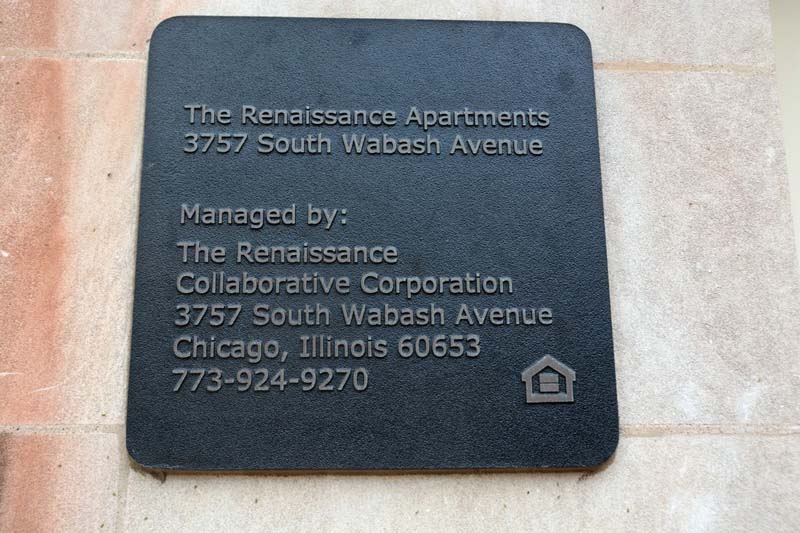 The Renaissance Apartments
3757 South Wabash Avenue
Managed by:
The Renaissance
Collaborative Corporation
3757 South Wabash Avenue
Chicago, Illinois 60653
773-924-9270